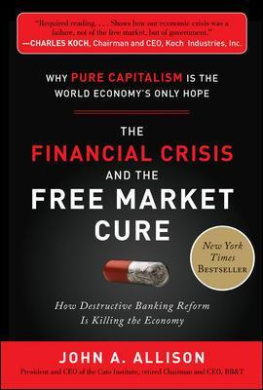 "Required reading. . . . Shows how our economic crisis was a
failure, not of the free market, but of government."
—CHARLES KOCH, Chairman and CEO, Koch Industries, Inc.
WHY PURE CAPITALISM IS THE
WORLD ECONOMY'S ONLY HOPE
THE
FINANCIAL CRISIS
AND THE
FREE MARKET
CURE
New York
Times
BESTSELLER
How Destructive Banking Reform
Is Killing the Economy
JOHN A. ALLISON
President and CEO of the Cato Institute, retired Chairman and CEO, BB&T